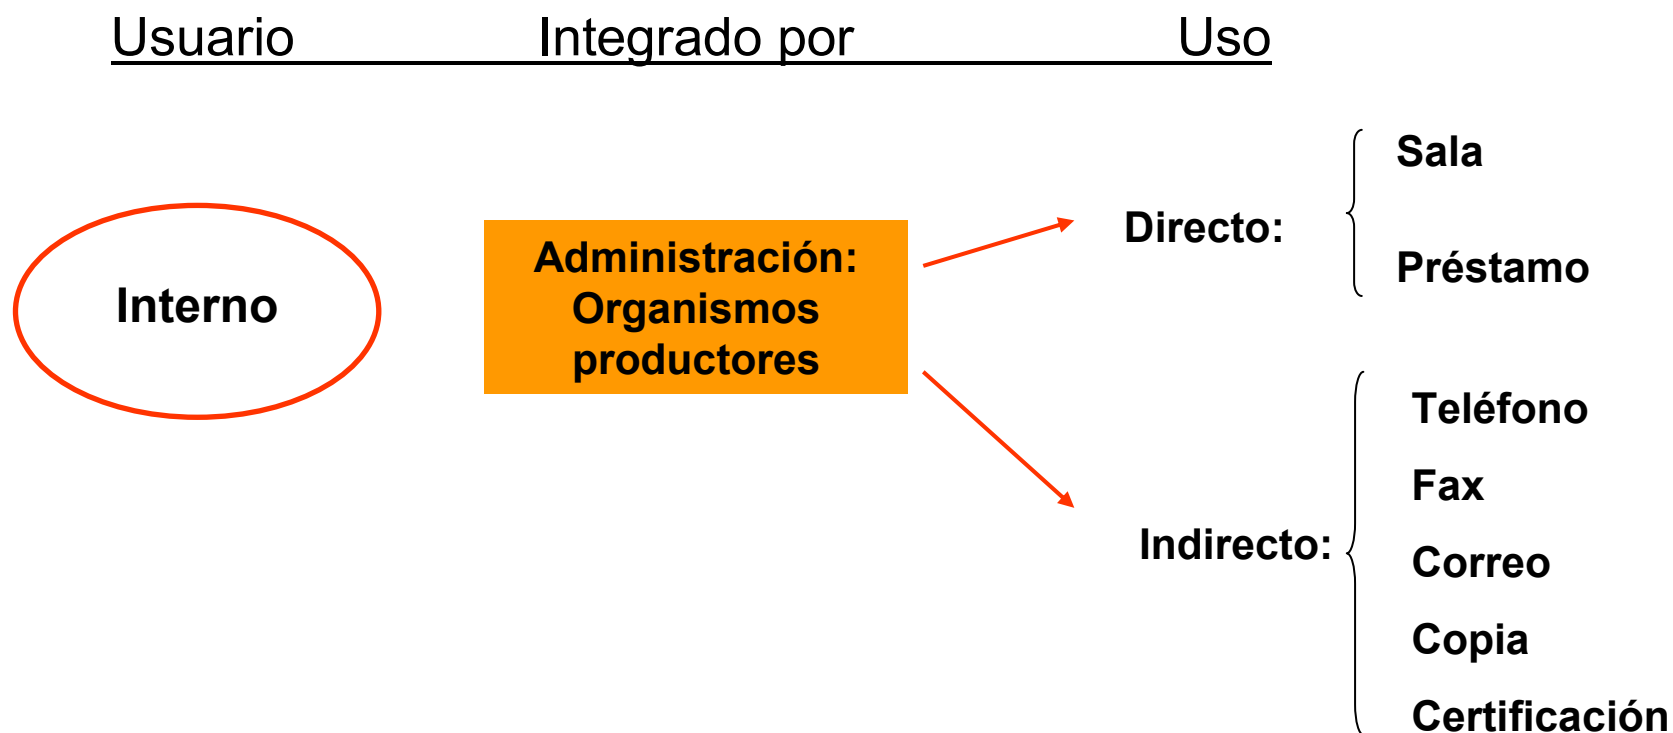 Usuario Integrado por Uso
Interno
Administración:
Organismos
productores
Directo:
Sala
Préstamo
Indirecto:
Teléfono
Fax
Correo
Copia
Certificación